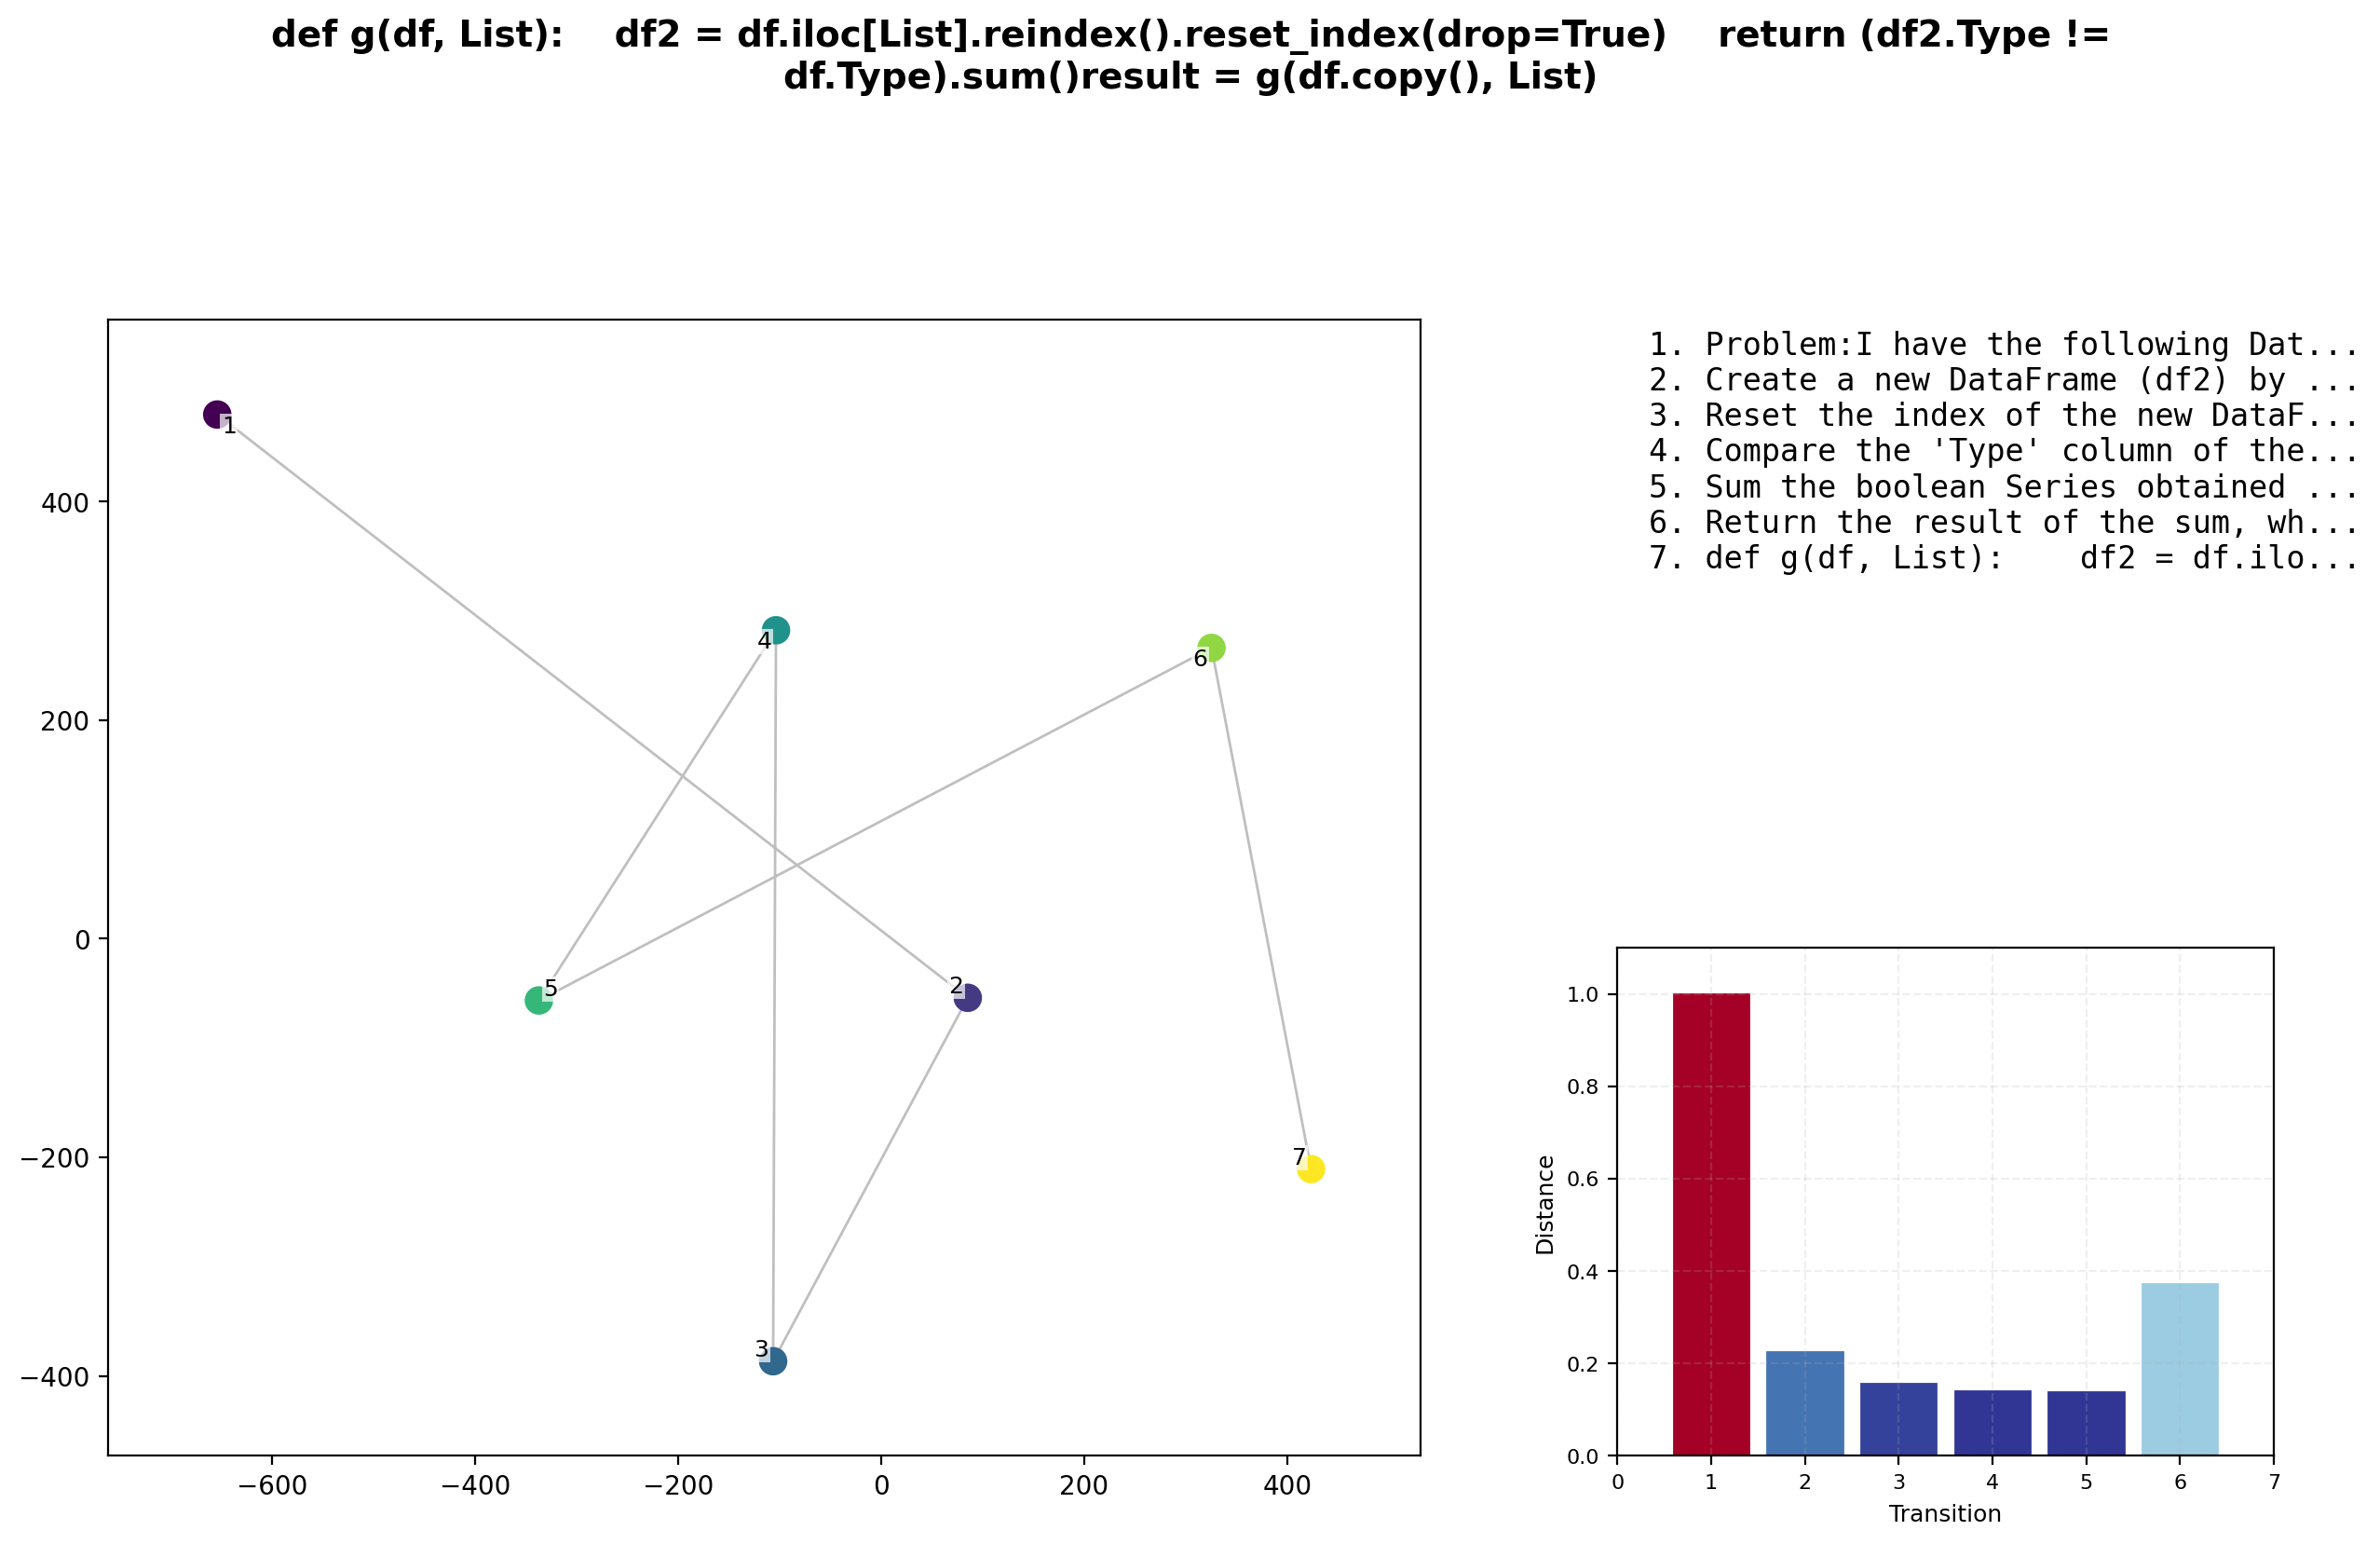 def g(df, List):    df2 = df.iloc[List].reindex().reset_index(drop=True)    return (df2.Type !=
df.Type).sum()result = g(df.copy(), List)
1
4
6
5
2
7
3
400
200
0
−200
−400
−600
−400
−200
0
200
400
1. Problem:I have the following Dat...
2. Create a new DataFrame (df2) by ...
3. Reset the index of the new DataF...
4. Compare the 'Type' column of the...
5. Sum the boolean Series obtained ...
6. Return the result of the sum, wh...
7. def g(df, List):    df2 = df.ilo...
Distance
1.0
0.8
0.6
0.4
0.2
0.0
0
1
2
3
4
5
6
7
Transition